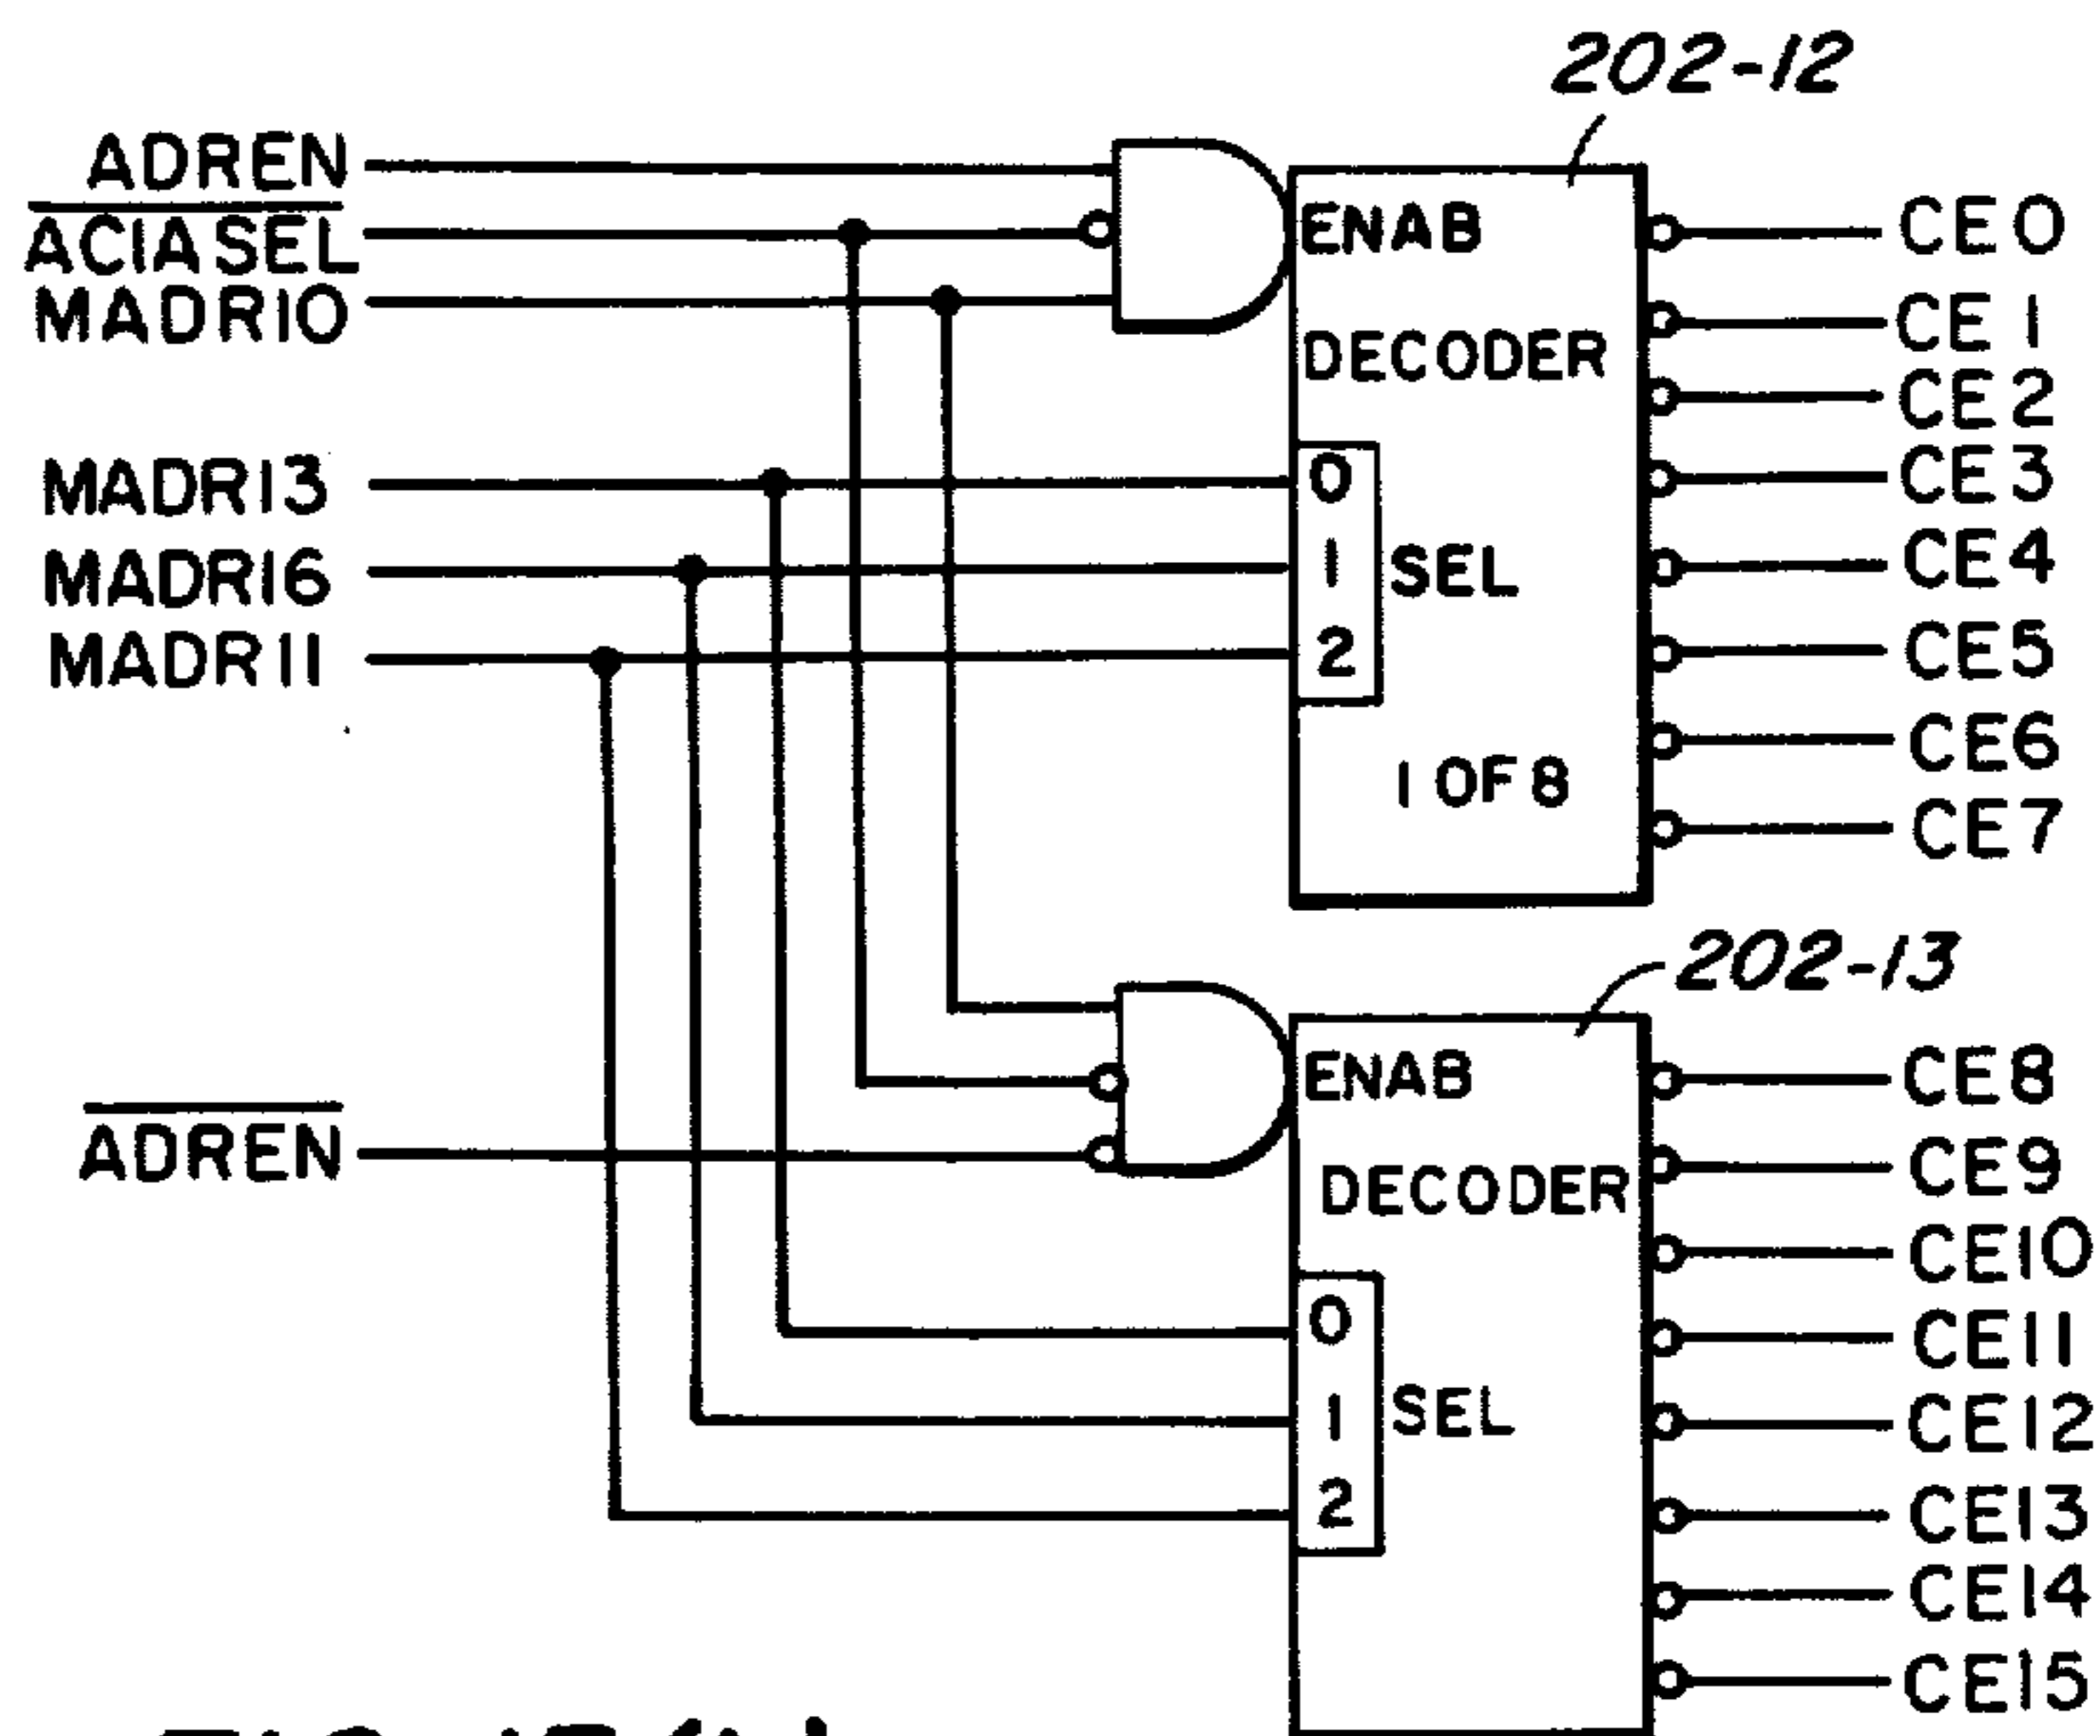 202-12
ADREN
ACIASEL
MADR10
MADR13
MADR16
MADR11
ENAB
DECODER
0
1
2
SEL
1 OF 8
CE0
CE1
CE2
CE3
CE4
CE5
CE6
CE7
202-13
ADREN
ENAB
DECODER
0
1
2
SEL
CE8
CE9
CE10
CE11
CE12
CE13
CE14
CE15